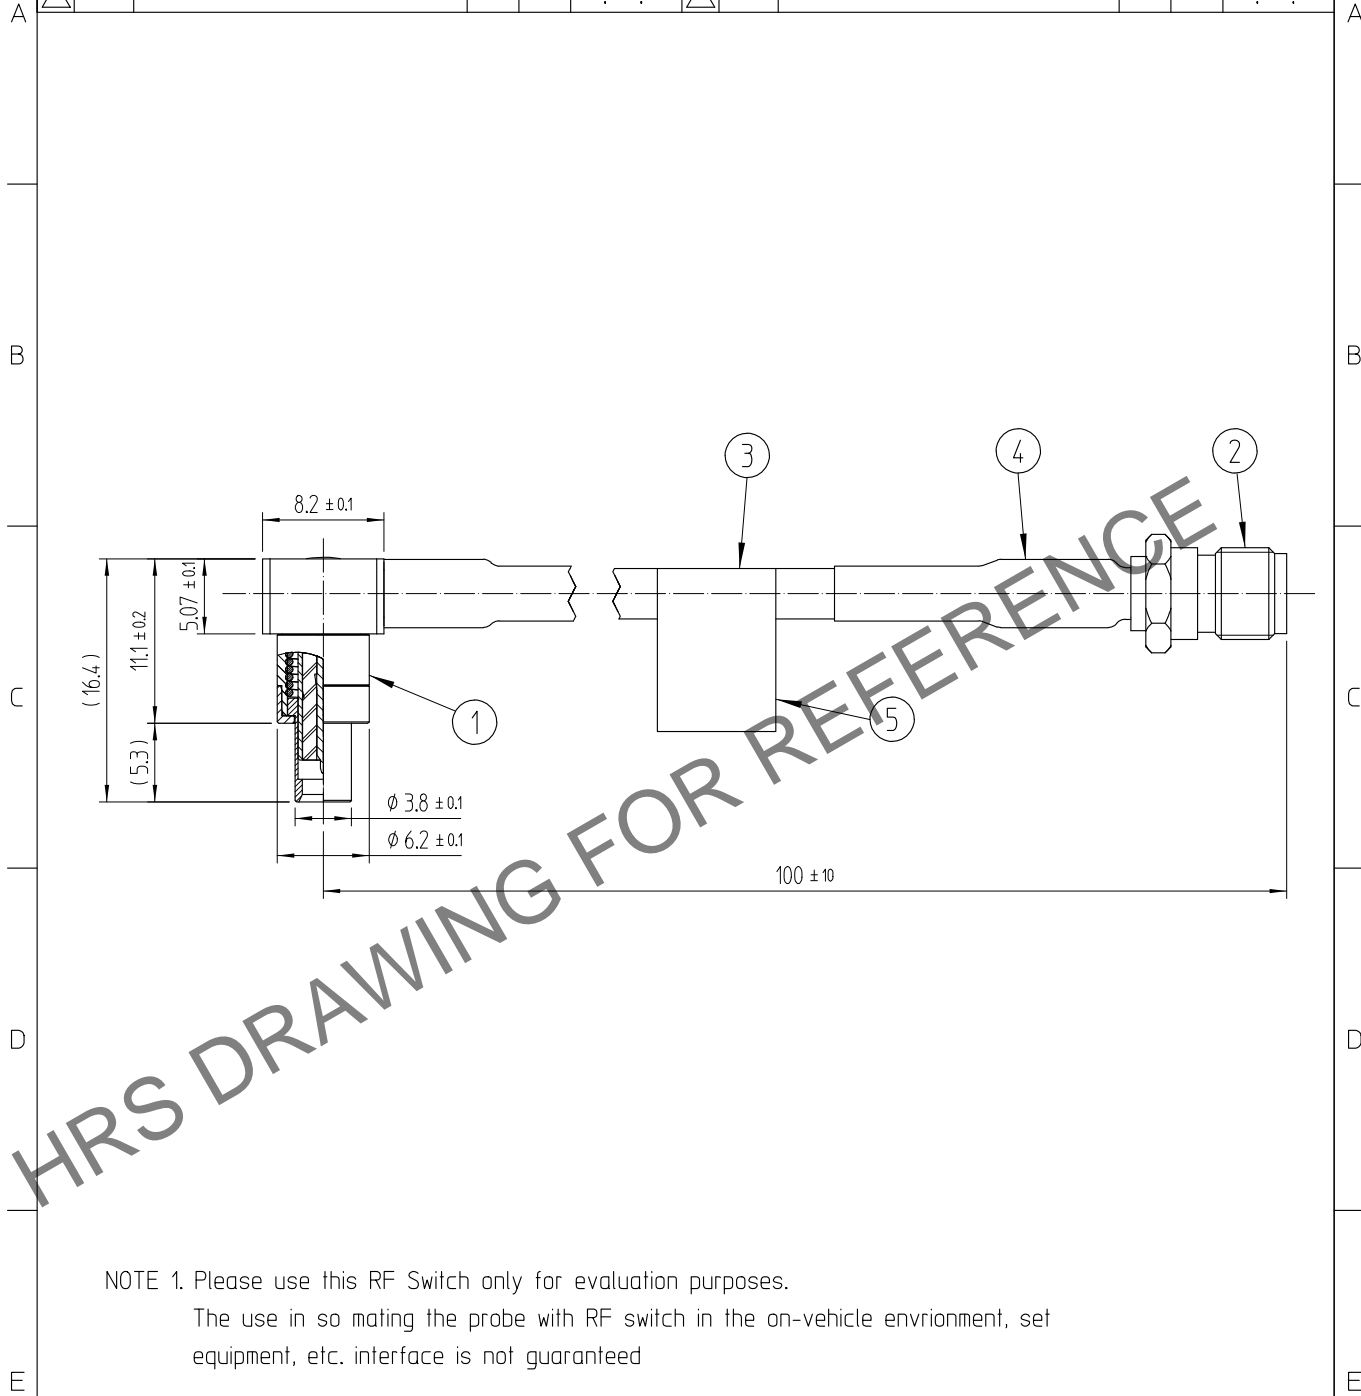 A A
B B
3 4 2
8.2 ±0.1
5.07 ±0.1
11.1 ±0.2
(16.4)
(5.3)
C C
1 5
φ 3.8 ±0.1
φ 6.2 ±0.1
100 ±10
HRS DRAWING FOR REFERENCE
D D
NOTE 1. Please use this RF Switch only for evaluation purposes.
The use in so mating the probe with RF switch in the on-vehicle envrionment, set
equipment, etc. interface is not guaranteed
E E